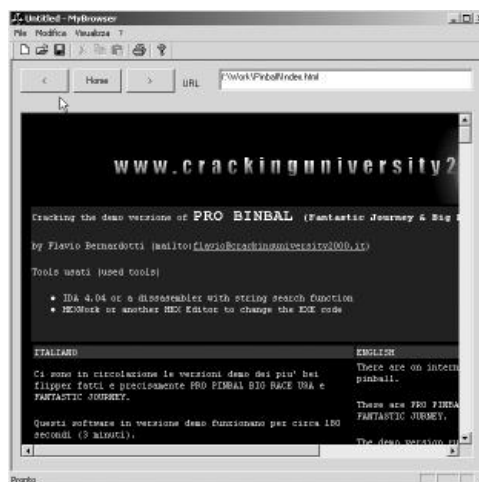 Untitled - MyBrowser
File Modifica Visualizza ?
< Home > URL I:\Work\Pinball\Index.html
www.crackinguniversity2
Cracking the demo versione of PRO BINBAL (Fantastic Journey & Big
by Flavio Bernardotti (mailto:flavio@crackinguniversity2000.it)
Tools usati (used tools)
IDA 4.04 or a dissasembler with string search function
HEXWork or another HEX Editor to change the EXE code
ITALIANO
Ci sono in circolazione le versioni demo dei piu' bei
flipper fatti e precisamente PRO PINBAL BIG RACE USA e
FANTASTIC JOURNEY.
Questi software in versione demo funzionano per circa 180
secondi (3 minuti).
ENGLISH
There are on intern
pinball.
These are PRO PINBA
FANTASTIC JURNEY.
The demo version ru
Pronto